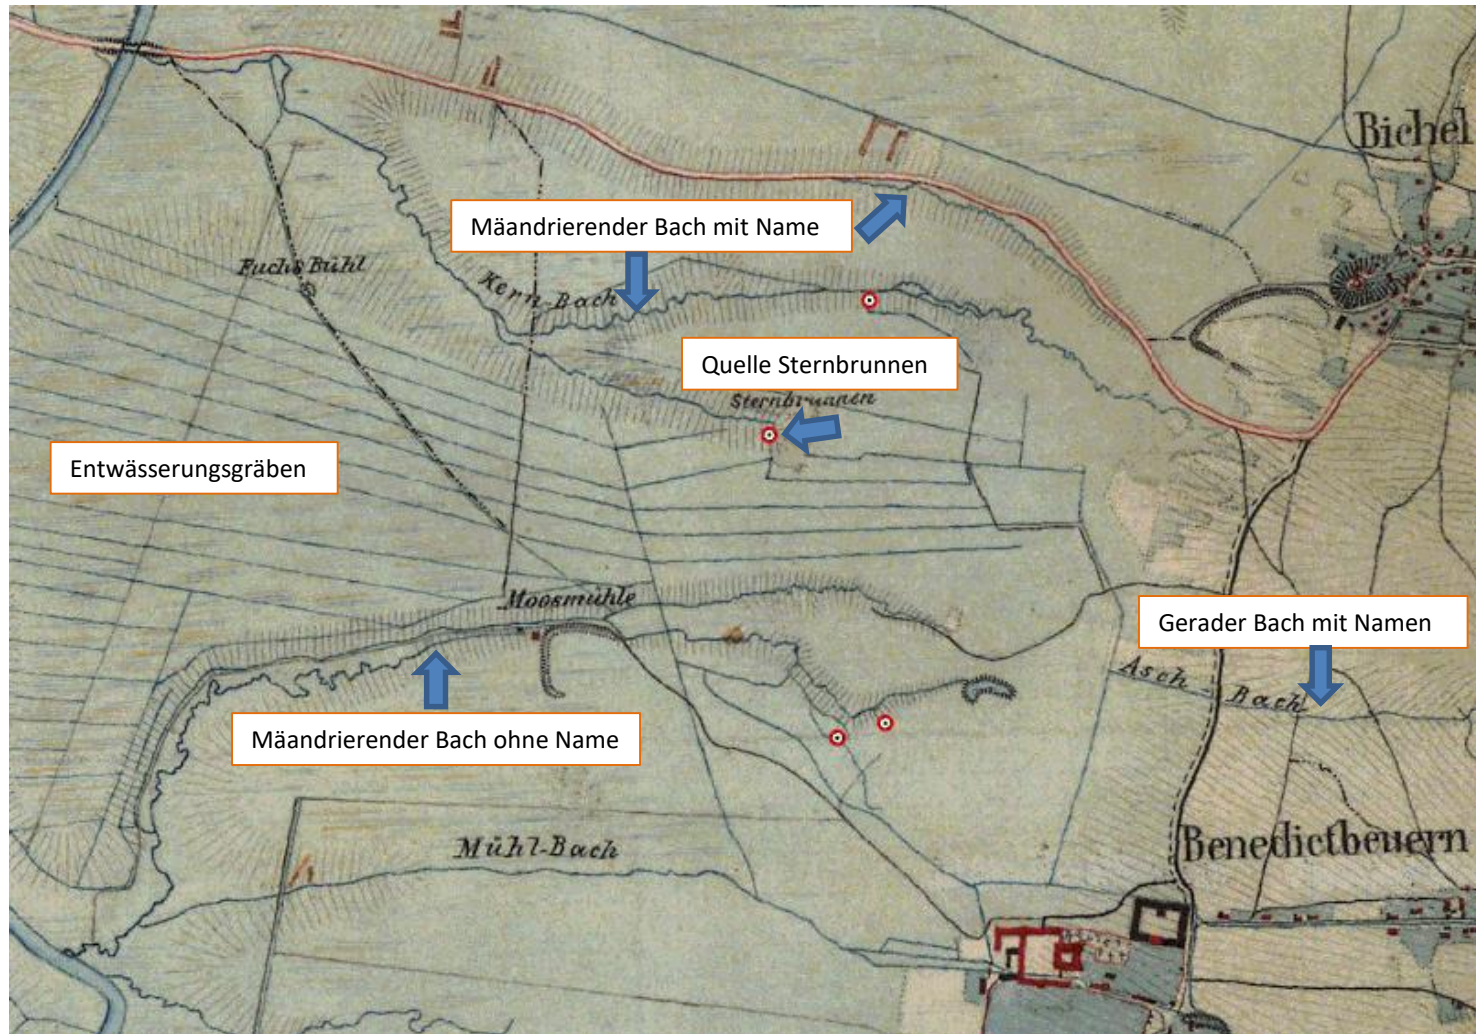 Bichel
Mäandrierender Bach mit Name
Fuchs Bühl
Kern-Bach
Quelle Sternbrunnen
Sternbrunnen
Entwässerungsgräben
Moosmühle
Gerader Bach mit Namen
Asch Bach
Mäandrierender Bach ohne Name
Mühl-Bach
Benedictbeuern